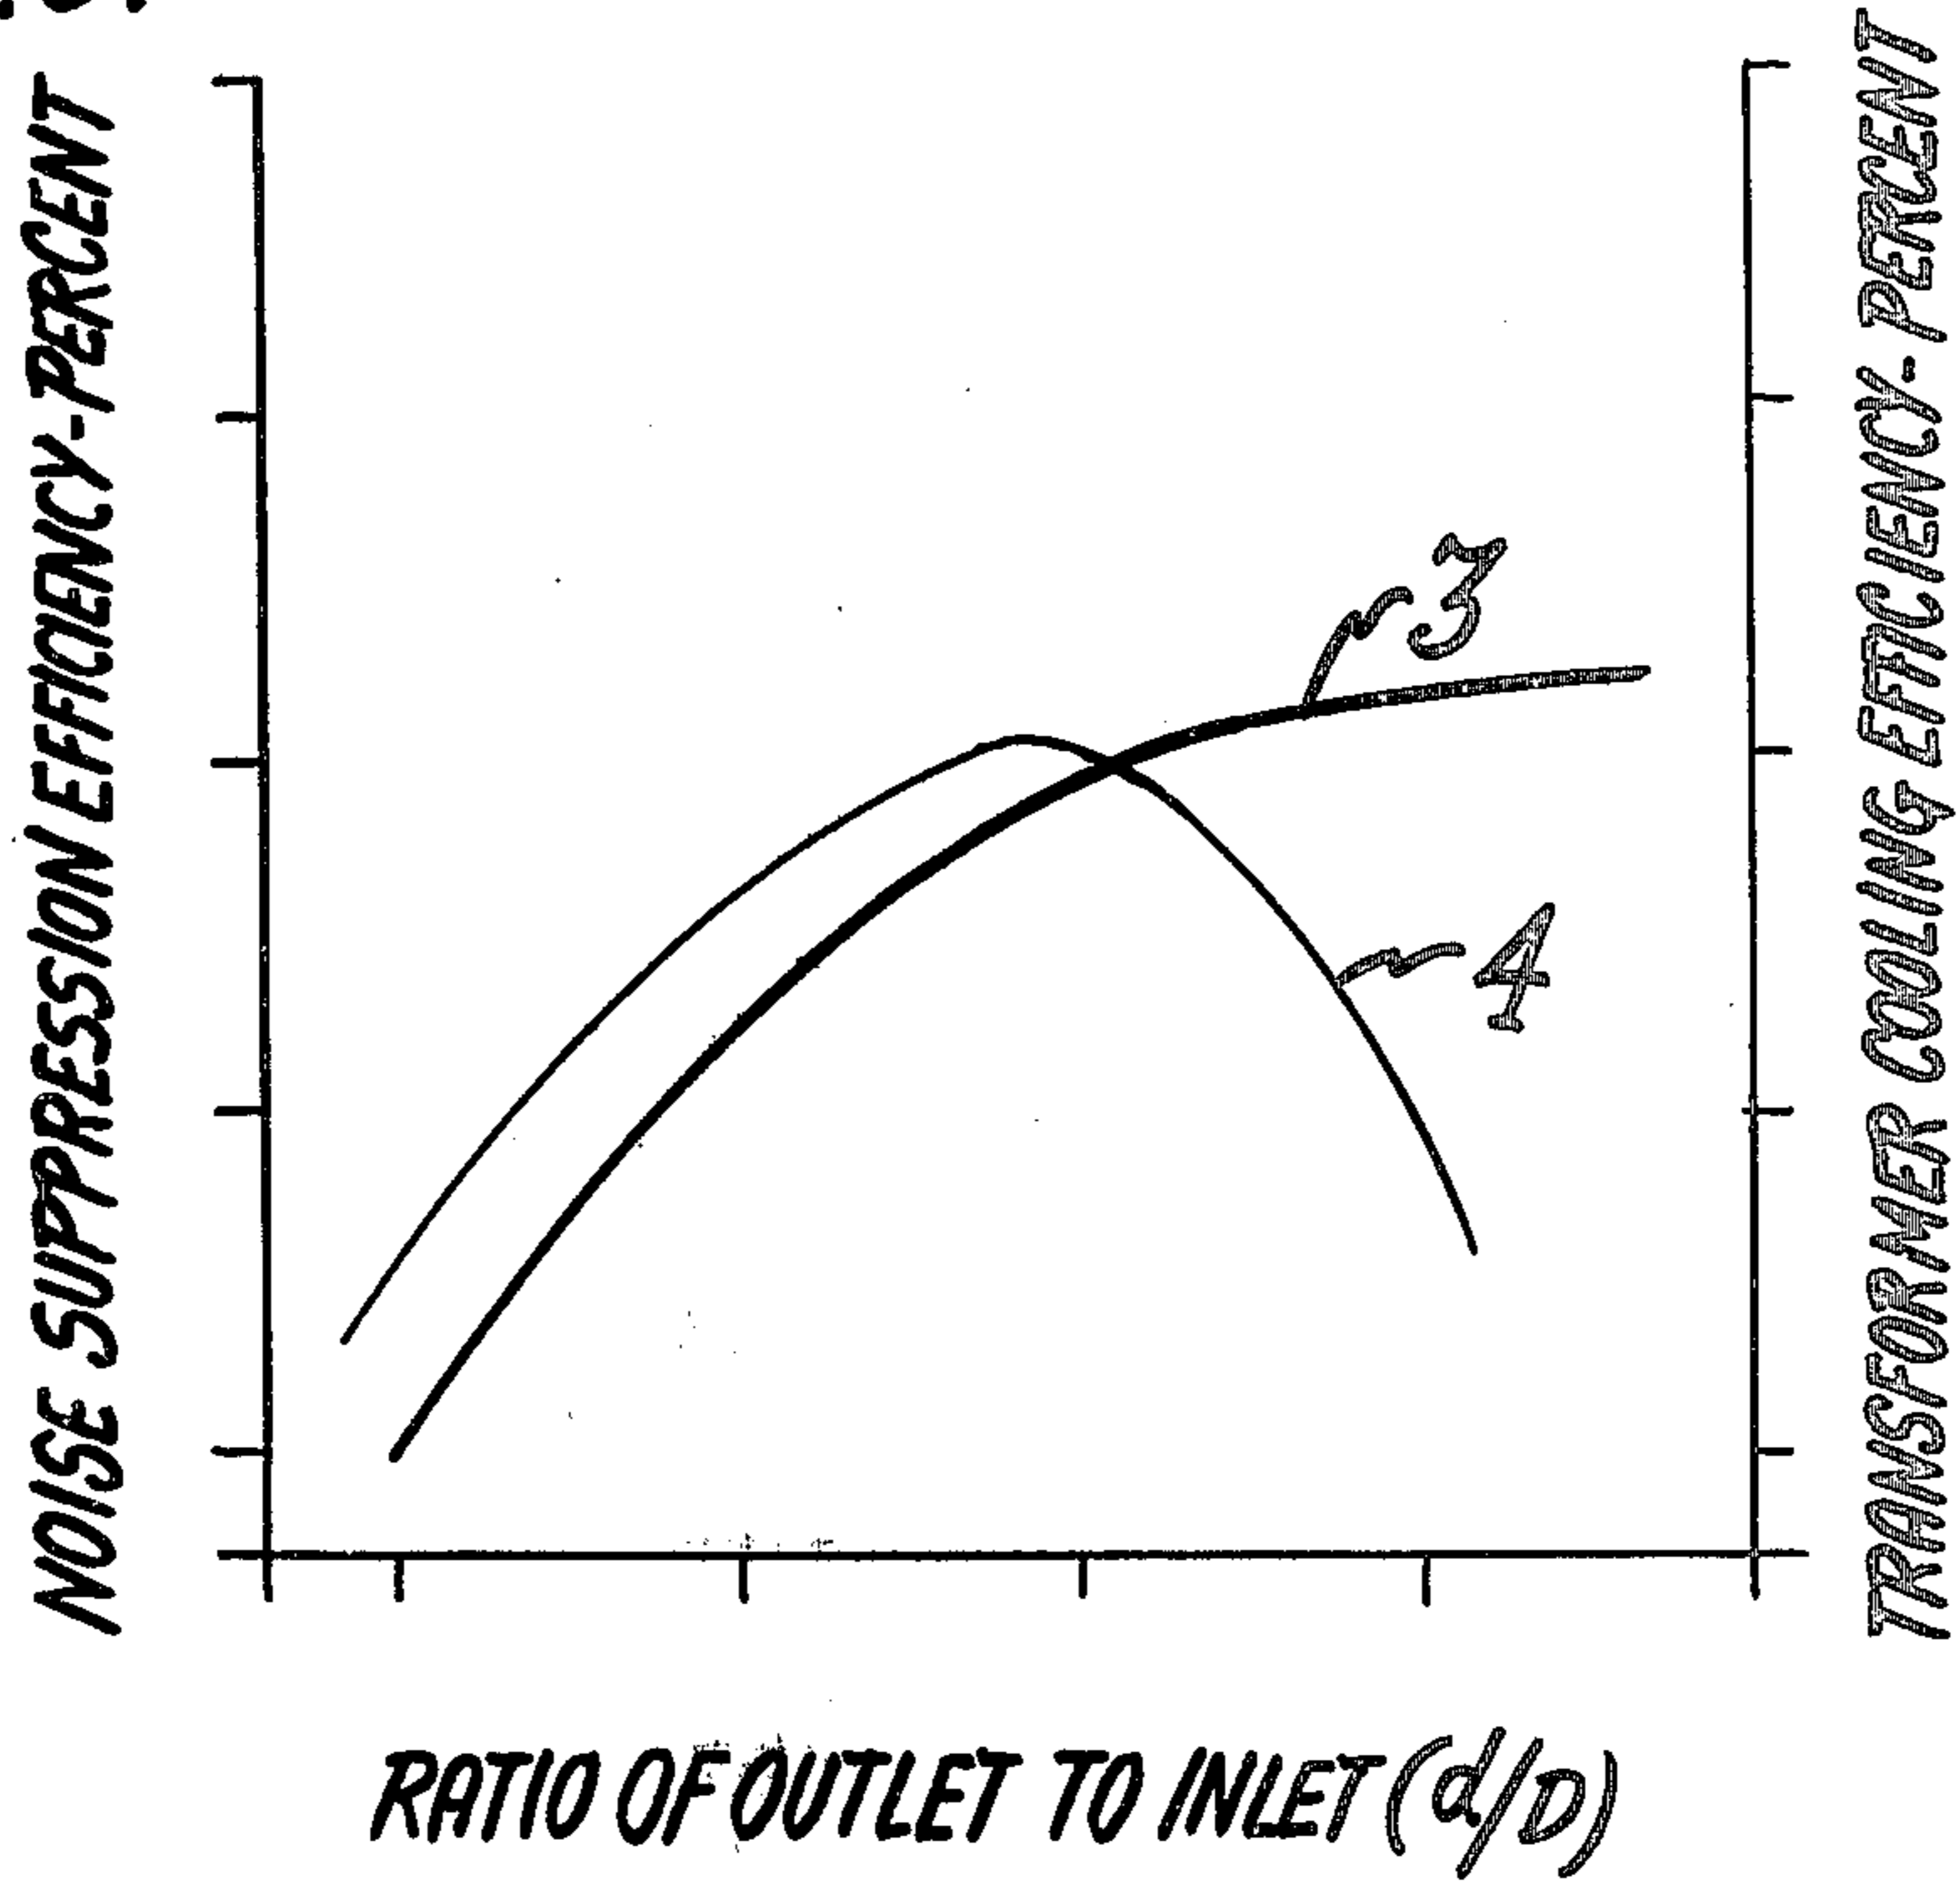 NOISE SUPPRESSION EFFICIENCY-PERCENT
3
4
TRANSFORMER COOLING EFFICIENCY- PERCENT
RATIO OF OUTLET TO INLET (d/D)